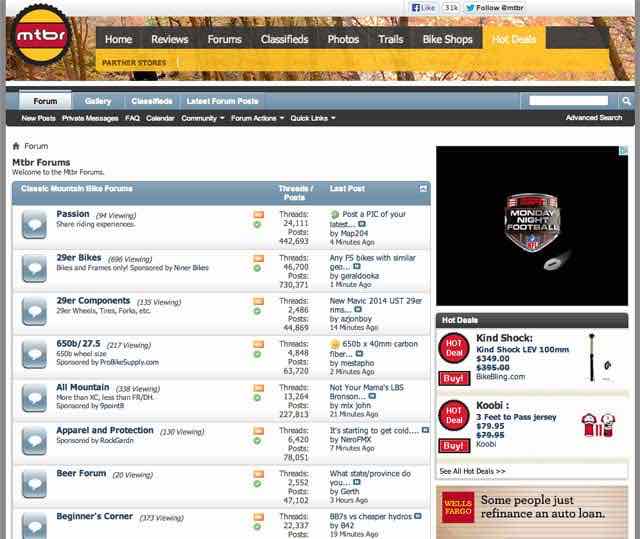 Like 31k Follow @mtbr
mtbr
Home Reviews Forums Classifieds Photos Trails Bike Shops Hot Deals
PARTNER STORES
Forum Gallery Classifieds Latest Forum Posts
New Posts Private Messages FAQ Calendar Community Forum Actions Quick Links Advanced Search
Forum
Mtbr Forums
Welcome to the Mtbr Forums.
Classic Mountain Bike Forums Threads / Posts Last Post
Passion (94 Viewing)
Share riding experiences.
Threads: 24,111
Posts: 442,693
Post a PIC of your latest...
by Map204
4 Minutes Ago
29er Bikes (696 Viewing)
Bikes and Frames only! Sponsored by Niner Bikes
Threads: 46,700
Posts: 730,371
Any FS bikes with similar geo...
by geraldooka
1 Minute Ago
29er Components (135 Viewing)
29er Wheels, Tires, Forks, etc.
Threads: 2,486
Posts: 44,869
New Mavic 2014 UST 29er rims...
by azjonboy
14 Minutes Ago
650b/27.5 (217 Viewing)
650b wheel size
Sponsored by ProBikeSupply.com
Threads: 4,848
Posts: 63,720
650b x 40mm carbon fiber...
by mestapho
2 Minutes Ago
All Mountain (338 Viewing)
More than XC, less than FR/DH.
Sponsored by 9point8
Threads: 13,264
Posts: 227,813
Not Your Mama's LBS Bronson...
by mix john
21 Minutes Ago
Apparel and Protection (130 Viewing)
Sponsored by RockGardn
Threads: 6,420
Posts: 78,051
It's starting to get cold....
by NeroFMX
7 Minutes Ago
Beer Forum (20 Viewing)
Threads: 2,552
Posts: 47,102
What state/province do you...
by Gerth
3 Hours Ago
Beginner's Corner (373 Viewing)
Threads: 22,337
Posts:
BB7s vs cheaper hydros
by B42
19 Minutes Ago
ESPN
MONDAY
NIGHT
FOOTBALL
NFL
Hot Deals
HOT Deal
Buy!
Kind Shock:
Kind Shock LEV 100mm
$349.00
$395.00
BikeBling.com
HOT Deal
Buy!
Koobi :
3 Feet to Pass jersey
$79.95
$79.95
Koobi
See All Hot Deals >>
WELLS
FARGO
Some people just
refinance an auto loan.